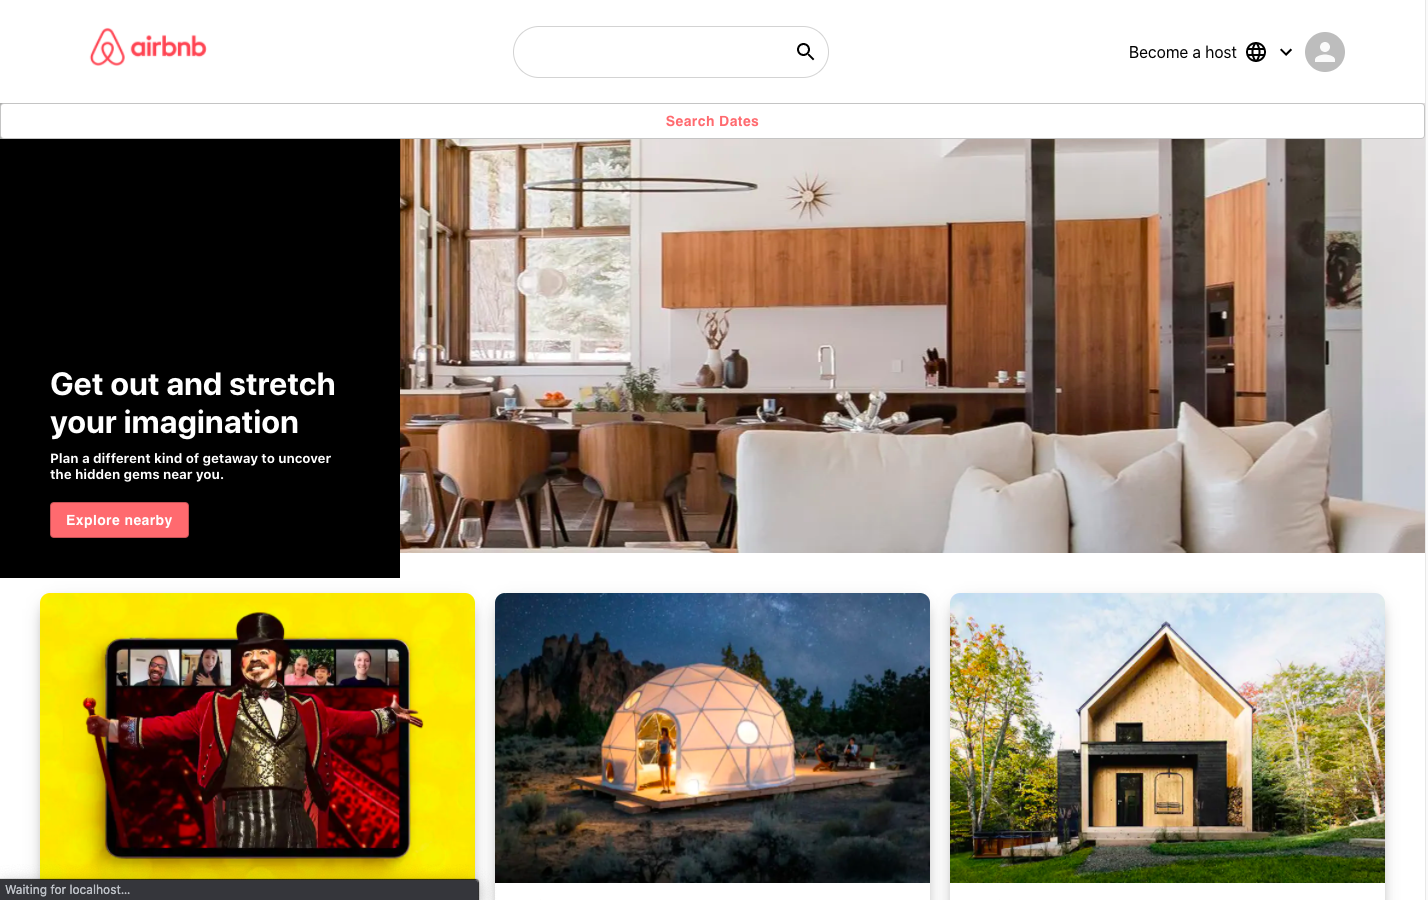 airbnb
Become a host
Search Dates
Get out and stretch
your imagination
Plan a different kind of getaway to uncover
the hidden gems near you.
Explore nearby
Waiting for localhost...